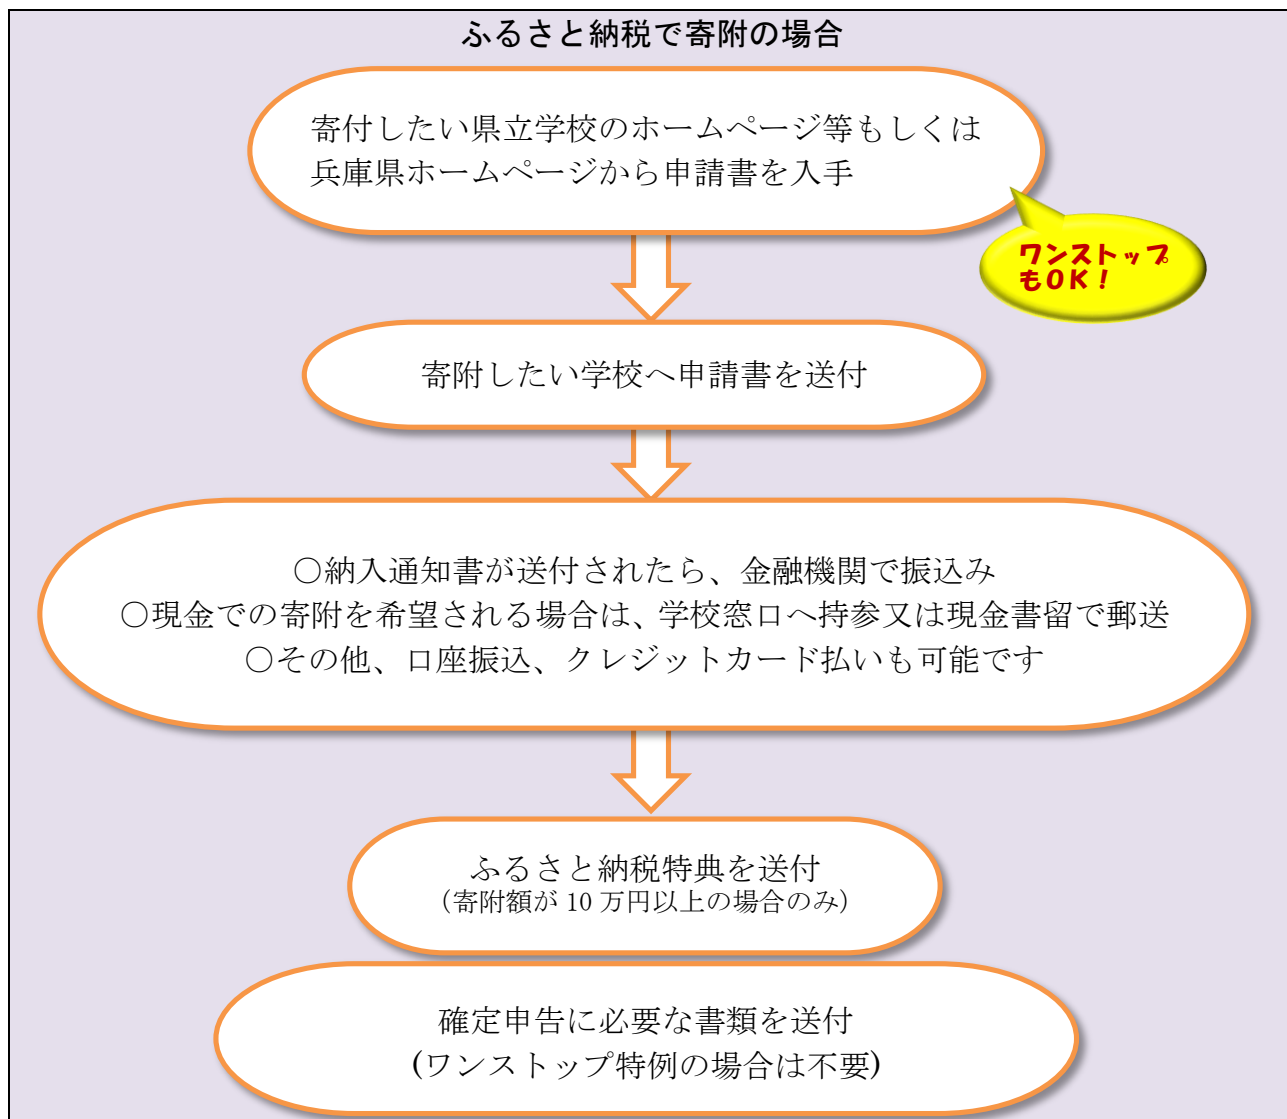 ふるさと納税で寄附の場合
寄付したい県立学校のホームページ等もしくは
兵庫県ホームページから申請書を入手
ワンストップ
もOK！
寄附したい学校へ申請書を送付
○納入通知書が送付されたら、金融機関で振込み
○現金での寄附を希望される場合は、学校窓口へ持参又は現金書留で郵送
○その他、口座振込、クレジットカード払いも可能です
ふるさと納税特典を送付
（寄附額が 10 万円以上の場合のみ）
確定申告に必要な書類を送付
(ワンストップ特例の場合は不要)